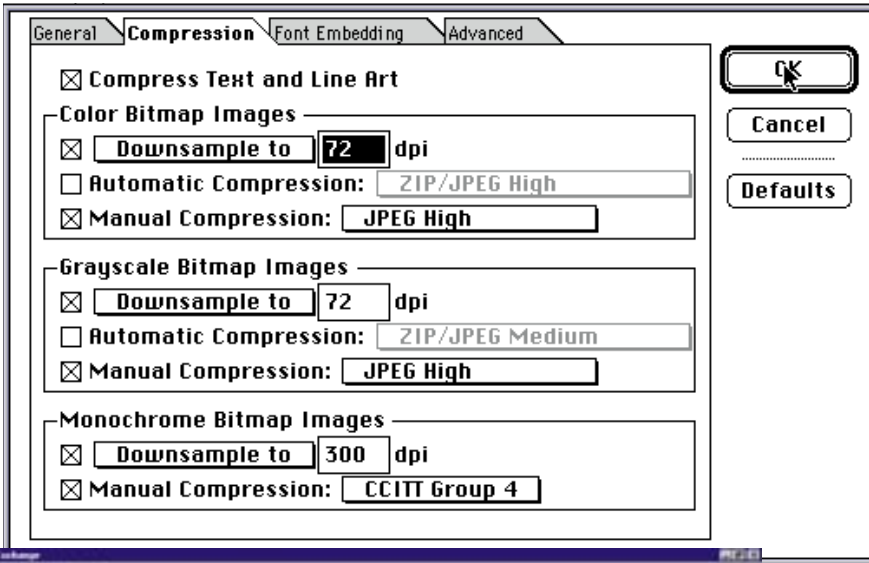 General Compression Font Embedding Advanced
Compress Text and Line Art
OK
Color Bitmap Images
Cancel
Downsample to 72 dpi
Automatic Compression: ZIP/JPEG High
Defaults
Manual Compression: JPEG High
Grayscale Bitmap Images
Downsample to 72 dpi
Automatic Compression: ZIP/JPEG Medium
Manual Compression: JPEG High
Monochrome Bitmap Images
Downsample to 300 dpi
Manual Compression: CCITT Group 4